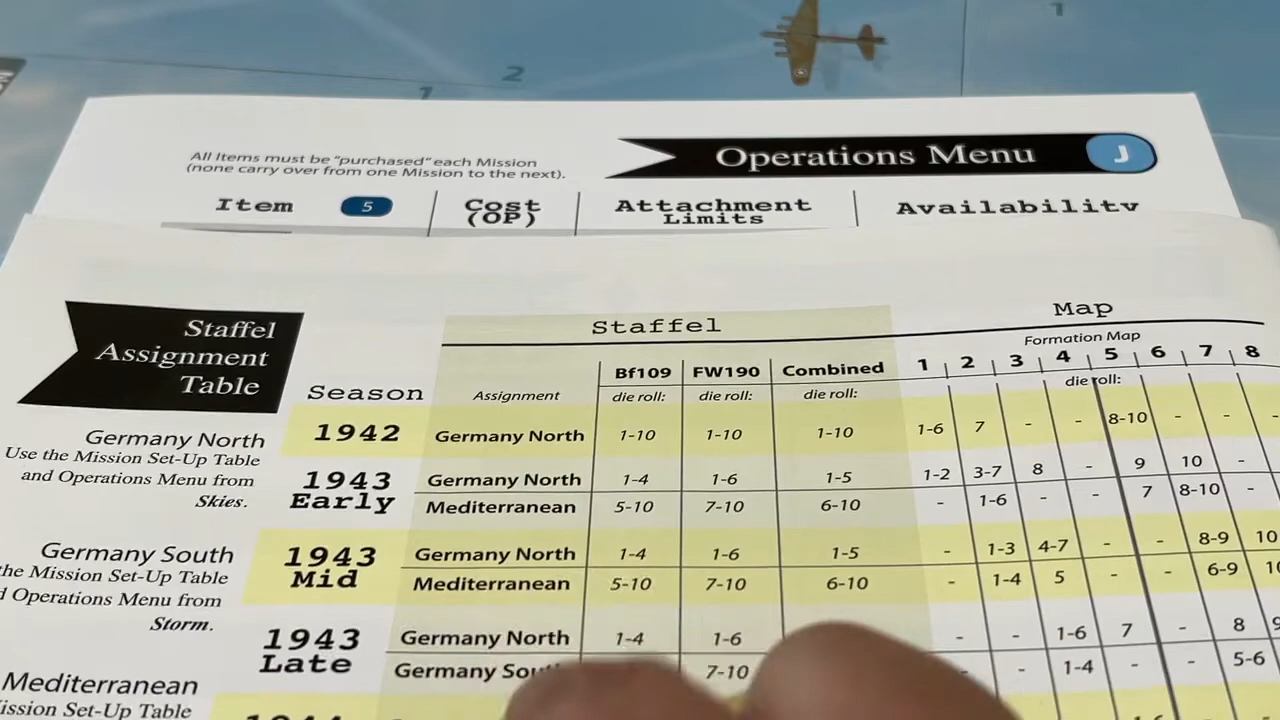 1
2
1
All Items must be "purchased" each Mission
(none carry over from one Mission to the next).
Operations Menu J
Item 5 Cost (OP) Attachment Limits Availability
Staffel Assignment Table
Staffel Map
Formation Map
Season Assignment Bf109 FW190 Combined 1 2 3 4 5 6 7 8
die roll: die roll: die roll: die roll:
1942 Germany North 1-10 1-10 1-10 1-6 7 - - 8-10 - - -
Germany North
Use the Mission Set-Up Table
and Operations Menu from
Skies.
1943 Early Germany North 1-4 1-6 1-5 1-2 3-7 8 - 9 10 -
Mediterranean 5-10 7-10 6-10 - 1-6 - - 7 8-10 -
Germany South
the Mission Set-Up Table
d Operations Menu from
Storm.
1943 Mid Germany North 1-4 1-6 1-5 - 1-3 4-7 - - 8-9 10
Mediterranean 5-10 7-10 6-10 - 1-4 5 - - 6-9
1943 Late Germany North 1-4 1-6 - - 1-6 7 - 8
Germany Sou 7-10 - 1-4 - - 5-6
Mediterranean
ission Set-Up Table